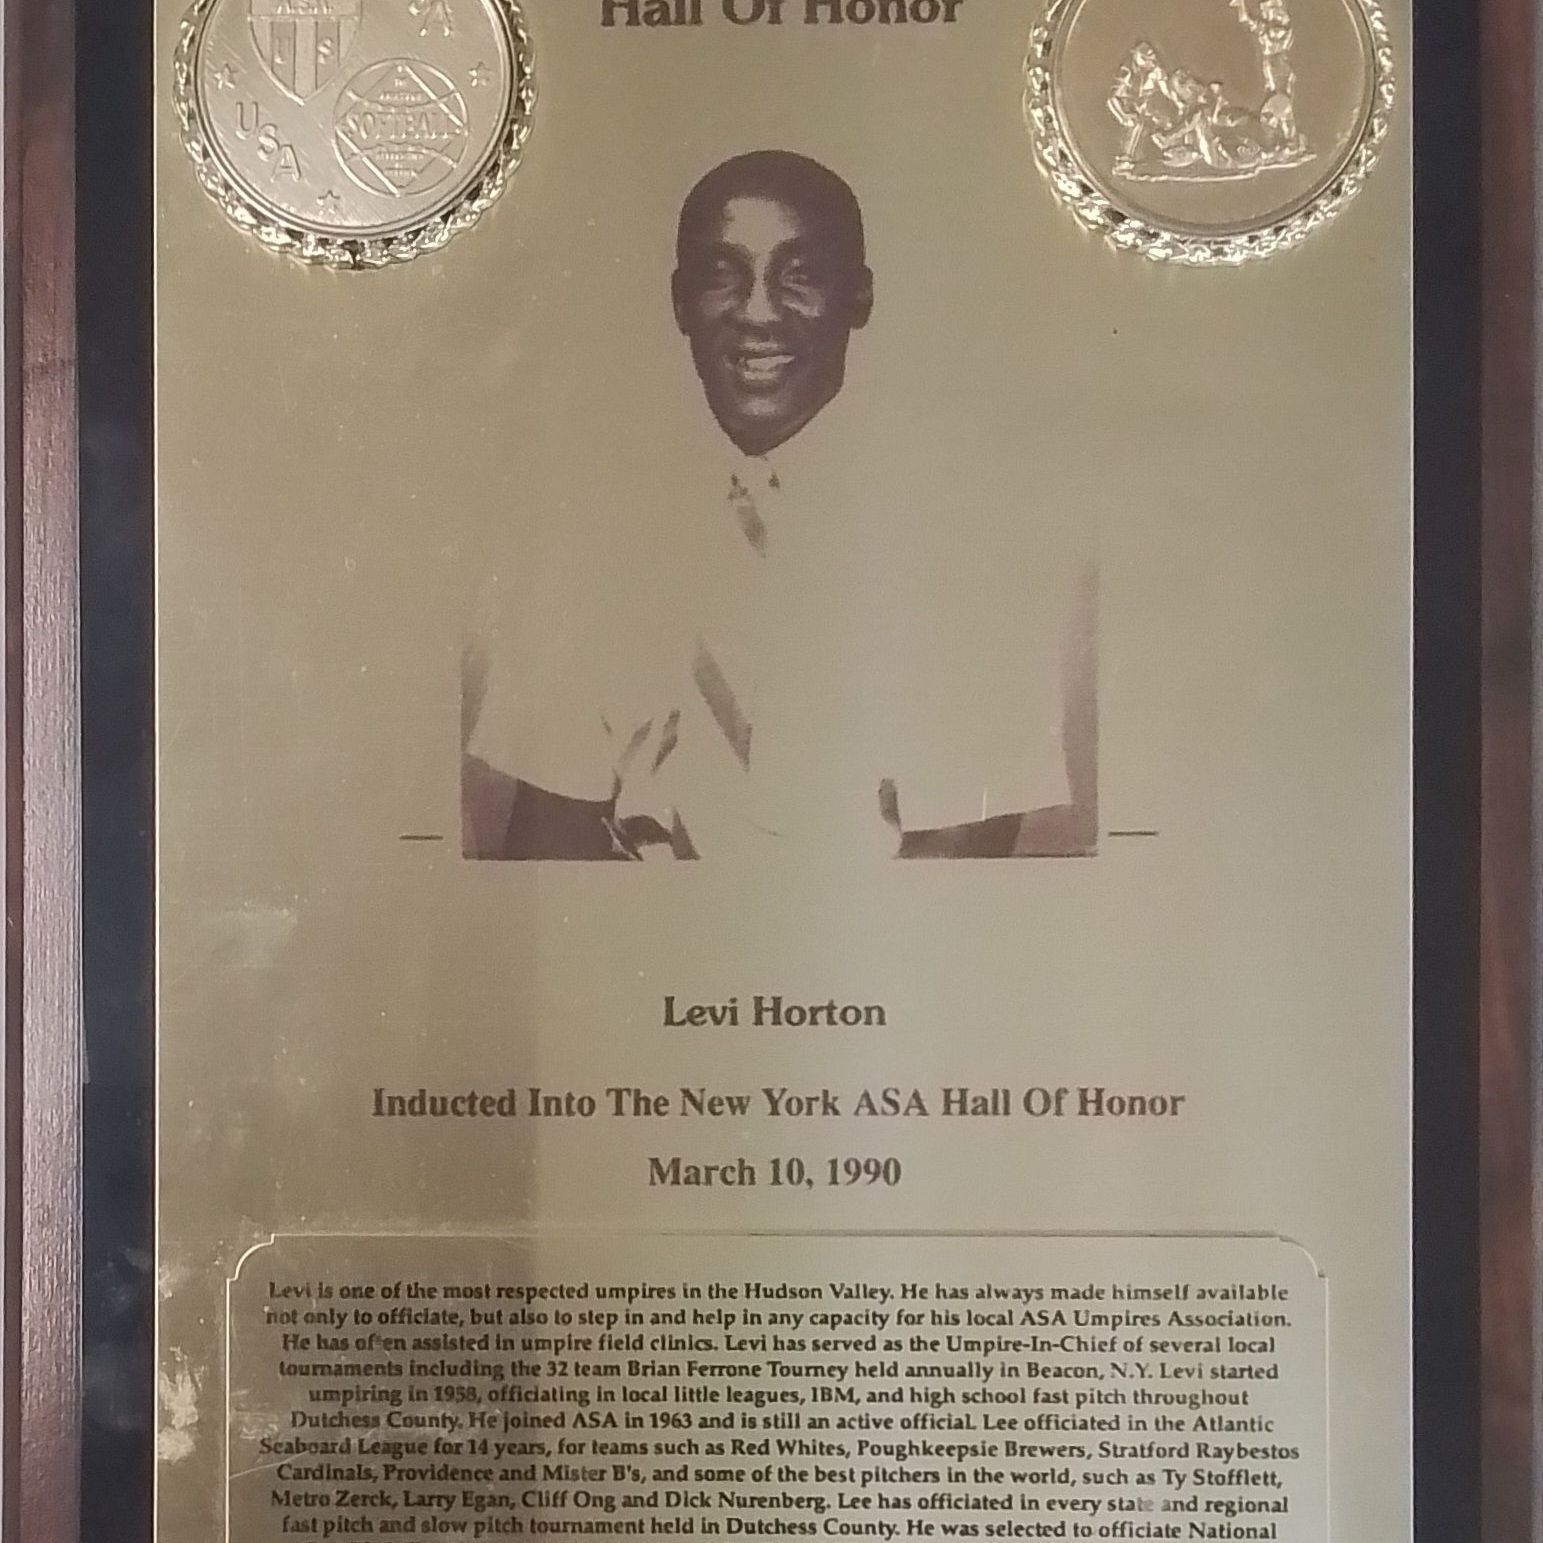 Hall Of Honor
ASA
U S
USA
SOFTBALL
Levi Horton
Inducted Into The New York ASA Hall Of Honor
March 10, 1990
Levi is one of the most respected umpires in the Hudson Valley. He has always made himself available
not only to officiate, but also to step in and help in any capacity for his local ASA Umpires Association.
He has often assisted in umpire field clinics. Levi has served as the Umpire-In-Chief of several local
tournaments including the 32 team Brian Ferrone Tourney held annually in Beacon, N.Y. Levi started
umpiring in 1958, officiating in local little leagues, IBM, and high school fast pitch throughout
Dutchess County. He joined ASA in 1963 and is still an active official. Lee officiated in the Atlantic
Seaboard League for 14 years, for teams such as Red Whites, Poughkeepsie Brewers, Stratford Raybestos
Cardinals, Providence and Mister B's, and some of the best pitchers in the world, such as Ty Stofflett,
Metro Zerck, Larry Egan, Cliff Ong and Dick Nurenberg. Lee has officiated in every state and regional
fast pitch and slow pitch tournament held in Dutchess County. He was selected to officiate National